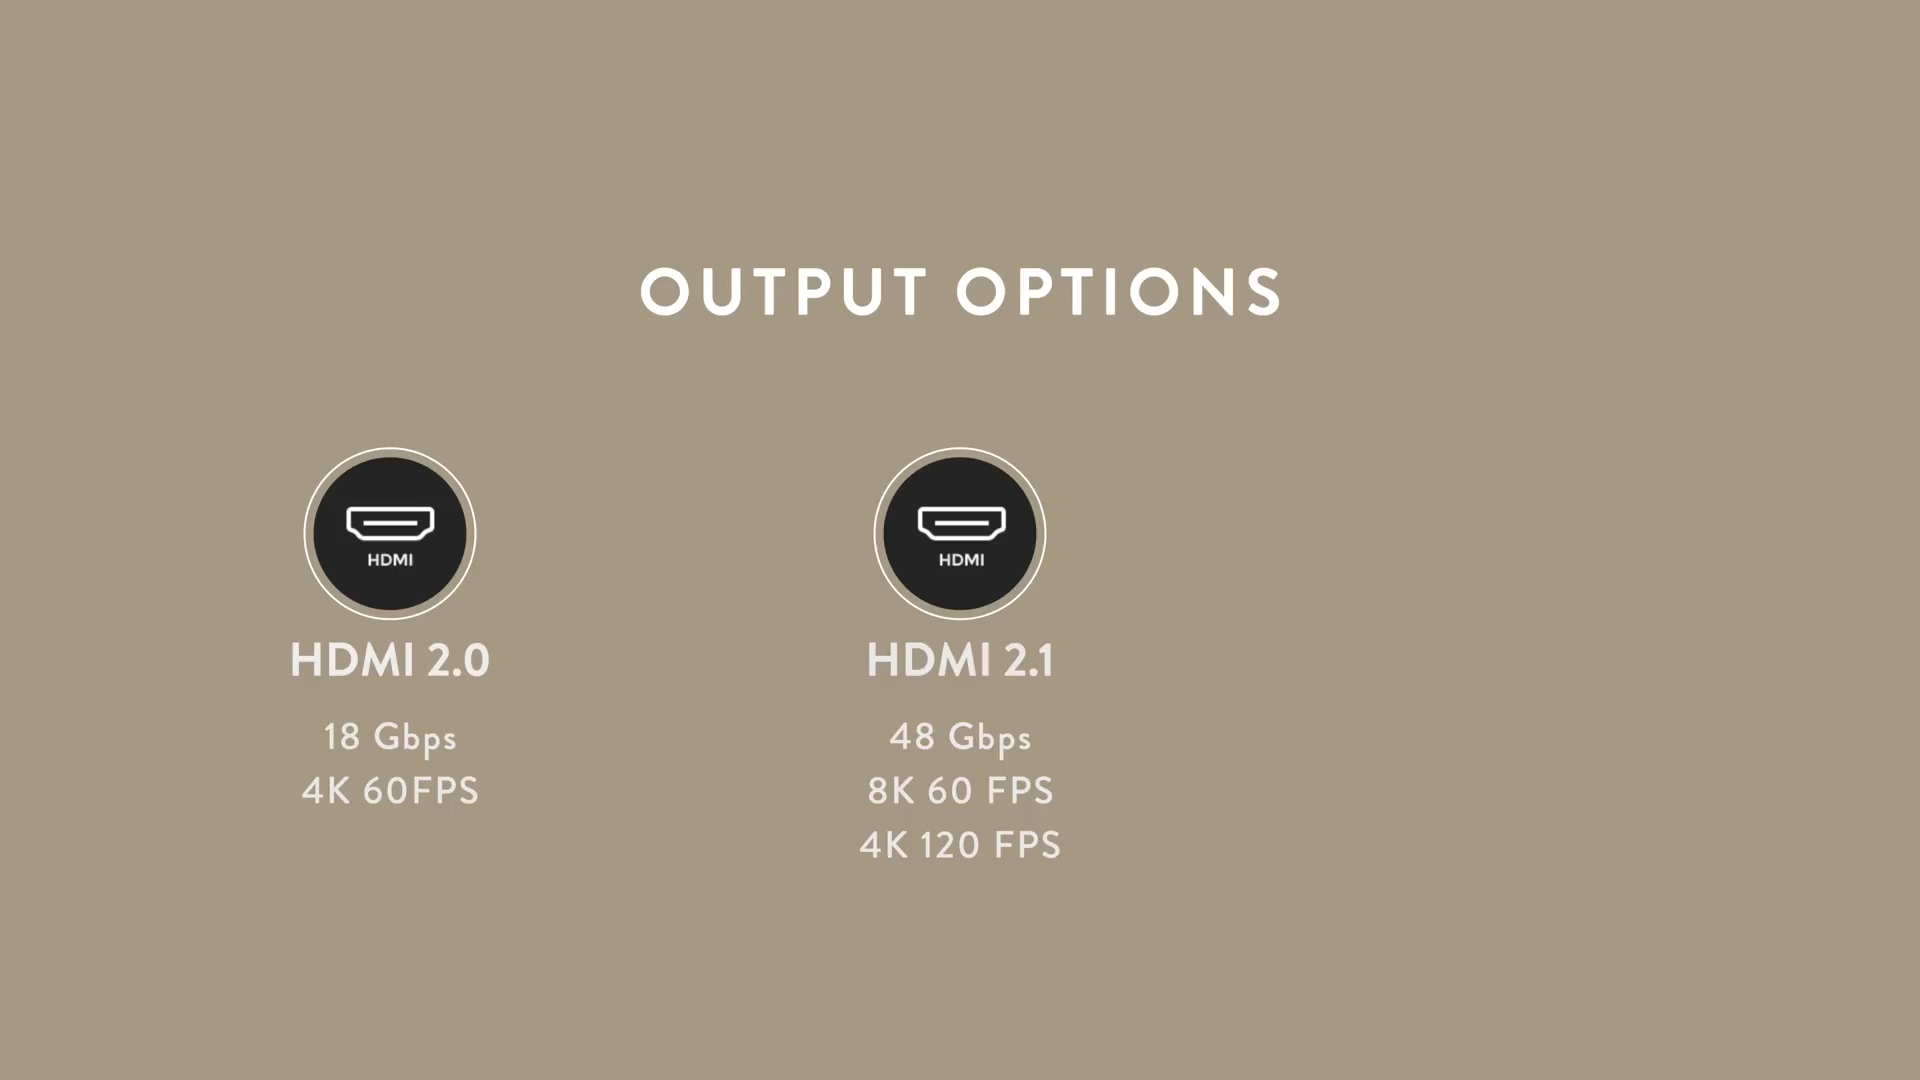 OUTPUT OPTIONS
HDMI
HDMI 2.0
18 Gbps
4K 60FPS
HDMI
HDMI 2.1
48 Gbps
8K 60 FPS
4K 120 FPS